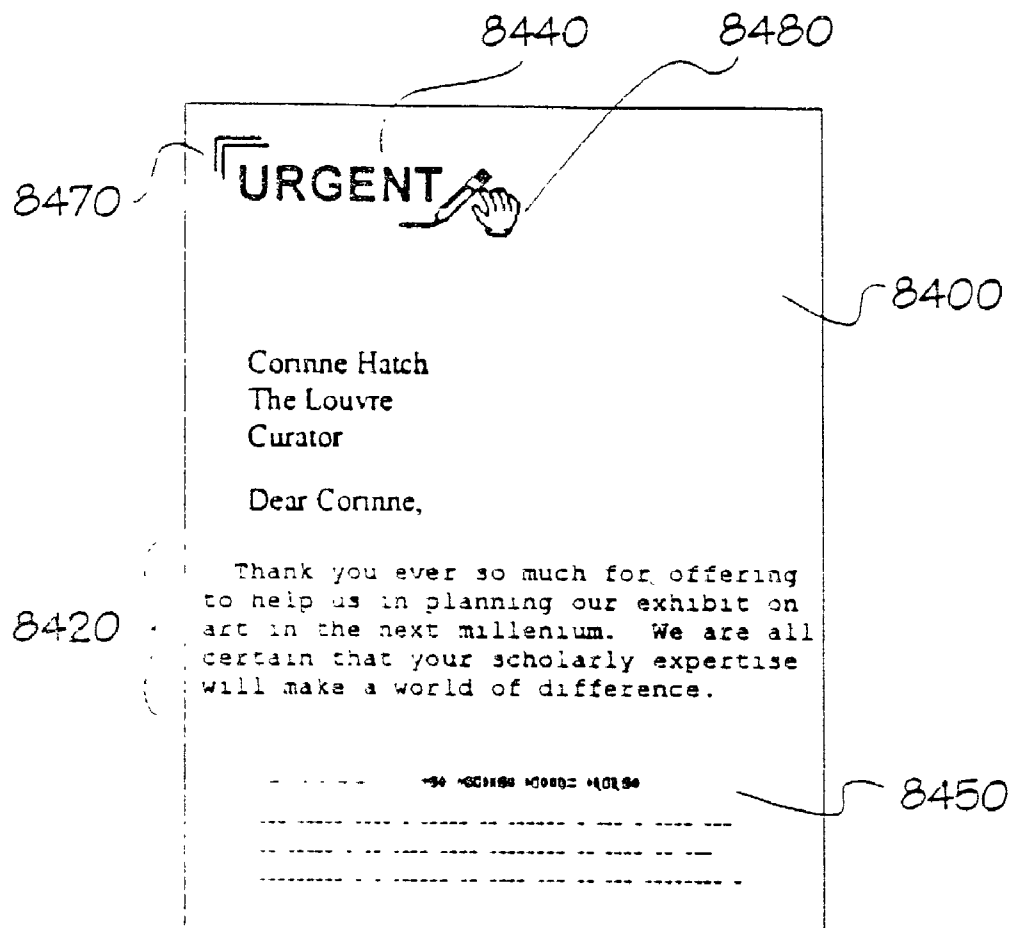 8440 8480
8470
URGENT
8400
Corinne Hatch
The Louvre
Curator
Dear Corinne,
8420
Thank you ever so much for offering
to help us in planning our exhibit on
art in the next millenium. We are all
certain that your scholarly expertise
will make a world of difference.
8450